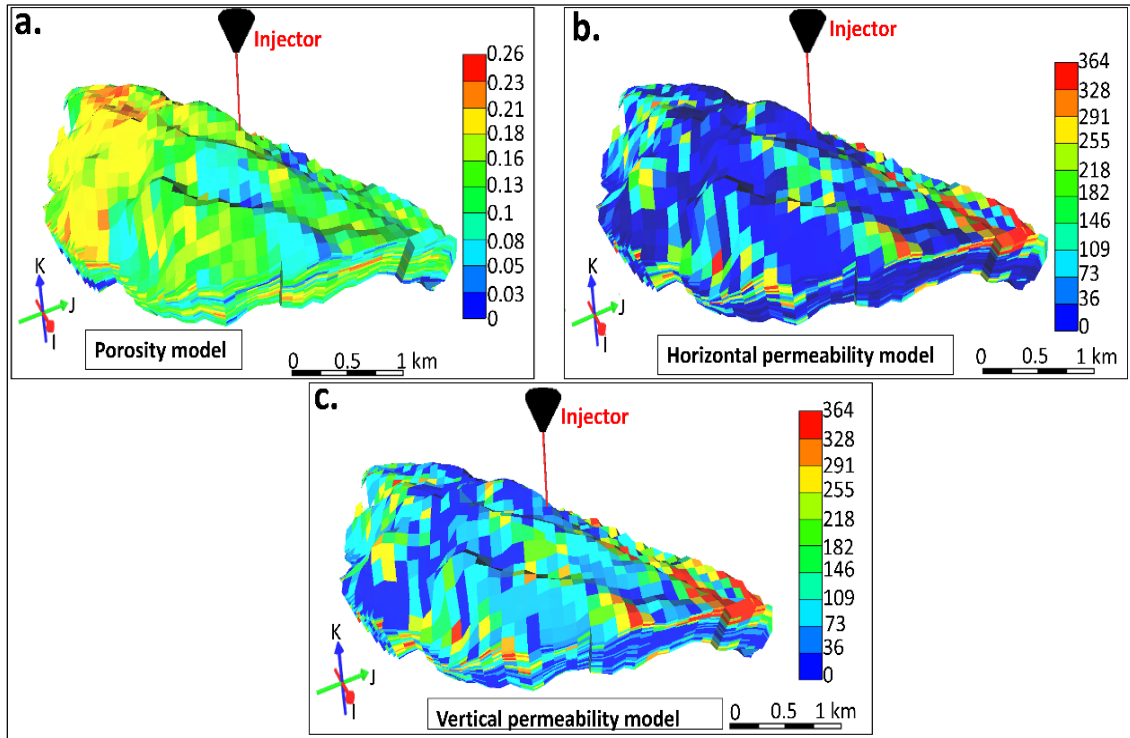 a.
Injector
0.26
0.23
0.21
0.18
0.16
0.13
0.1
0.08
0.05
0.03
0
K
J
I
Porosity model
0 0.5 1 km
b.
Injector
364
328
291
255
218
182
146
109
73
36
0
K
J
I
Horizontal permeability model
0 0.5 1 km
c.
Injector
364
328
291
255
218
182
146
109
73
36
0
K
J
I
Vertical permeability model
0 0.5 1 km